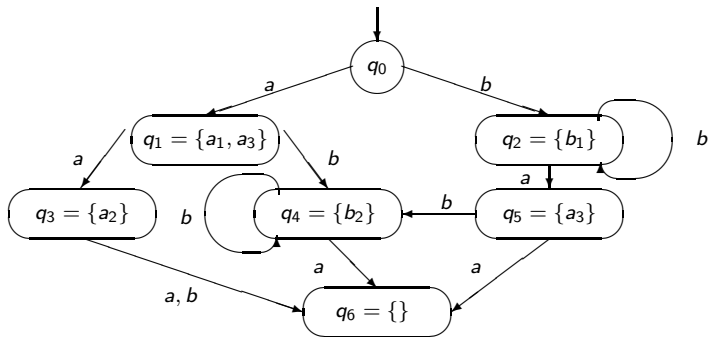 q0
a
b
q1 = {a1, a3}
q2 = {b1}
b
a
b
a
q3 = {a2}
b
q4 = {b2}
b
q5 = {a3}
a, b
a
a
q6 = {}